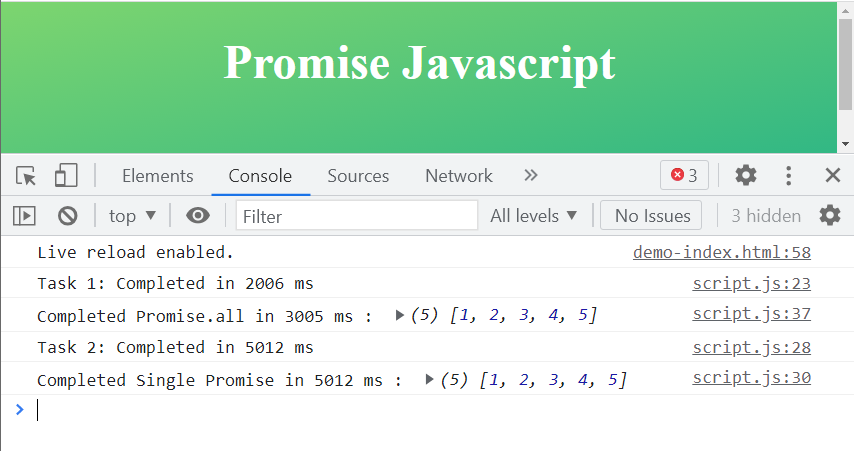 Promise Javascript
Elements Console Sources Network » 3
top Filter All levels No Issues 3 hidden
Live reload enabled. demo-index.html:58
Task 1: Completed in 2006 ms script.js:23
Completed Promise.all in 3005 ms : (5) [1, 2, 3, 4, 5] script.js:37
Task 2: Completed in 5012 ms script.js:28
Completed Single Promise in 5012 ms : (5) [1, 2, 3, 4, 5] script.js:30